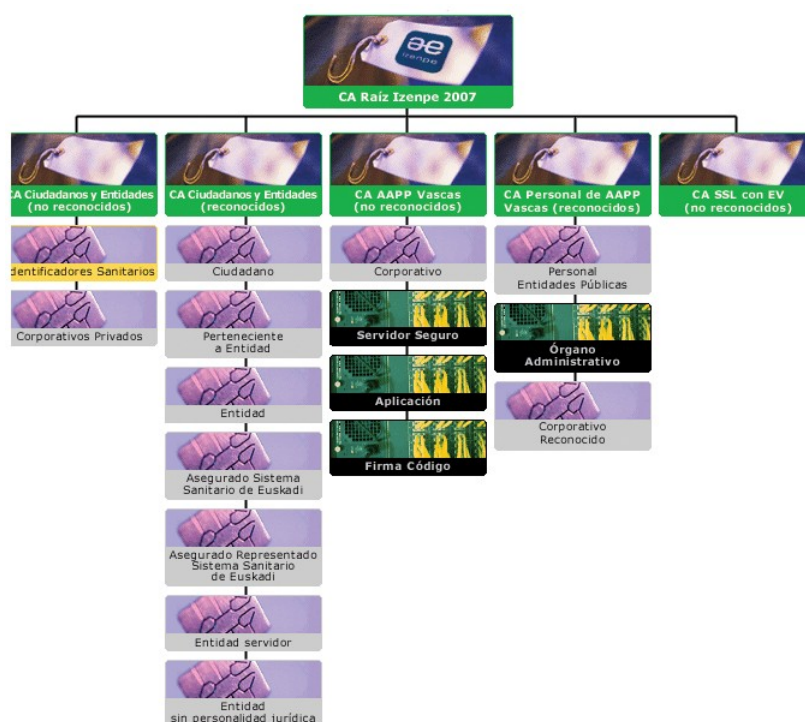 izenpe
CA Raíz Izenpe 2007
CA Ciudadanos y Entidades
(no reconocidos)
CA Ciudadanos y Entidades
(reconocidos)
CA AAPP Vascas
(no reconocidos)
CA Personal de AAPP
Vascas (reconocidos)
CA SSL con EV
(no reconocidos)
dentificadores Sanitarios
Corporativos Privados
Ciudadano
Perteneciente
a Entidad
Entidad
Asegurado Sistema
Sanitario de Euskadi
Asegurado Representado
Sistema Sanitario
de Euskadi
Entidad servidor
Entidad
sin personalidad jurídica
Corporativo
Servidor Seguro
Aplicación
Firma Código
Personal
Entidades Públicas
Órgano
Administrativo
Corporativo
Reconocido